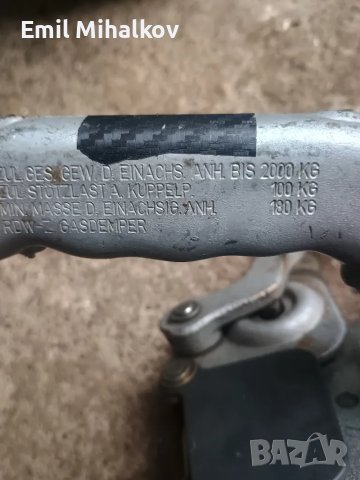 Emil Mihalkov
ZUL. GES. GEW. D. EINACHS. ANH. BIS 2000 KG
ZUL. STÜTZLAST A. KUPPELP. 100 KG
MIN. MASSE D. EINACHSIG. ANH. 180 KG
RDW-Z. GASDEMPER
BAZAR